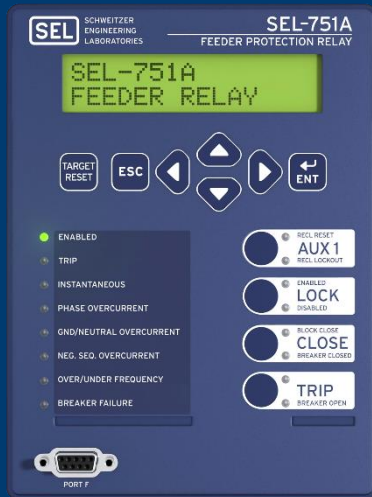 SEL
SCHWEITZER
ENGINEERING
LABORATORIES
SEL-751A
FEEDER PROTECTION RELAY
SEL-751A
FEEDER RELAY
TARGET
RESET
ESC
ENT
ENABLED
TRIP
INSTANTANEOUS
PHASE OVERCURRENT
GND/NEUTRAL OVERCURRENT
NEG. SEQ. OVERCURRENT
OVER/UNDER FREQUENCY
BREAKER FAILURE
RECL RESET
AUX 1
RECL LOCKOUT
ENABLED
LOCK
DISABLED
BLOCK CLOSE
CLOSE
BREAKER CLOSED
TRIP
BREAKER OPEN
PORT F